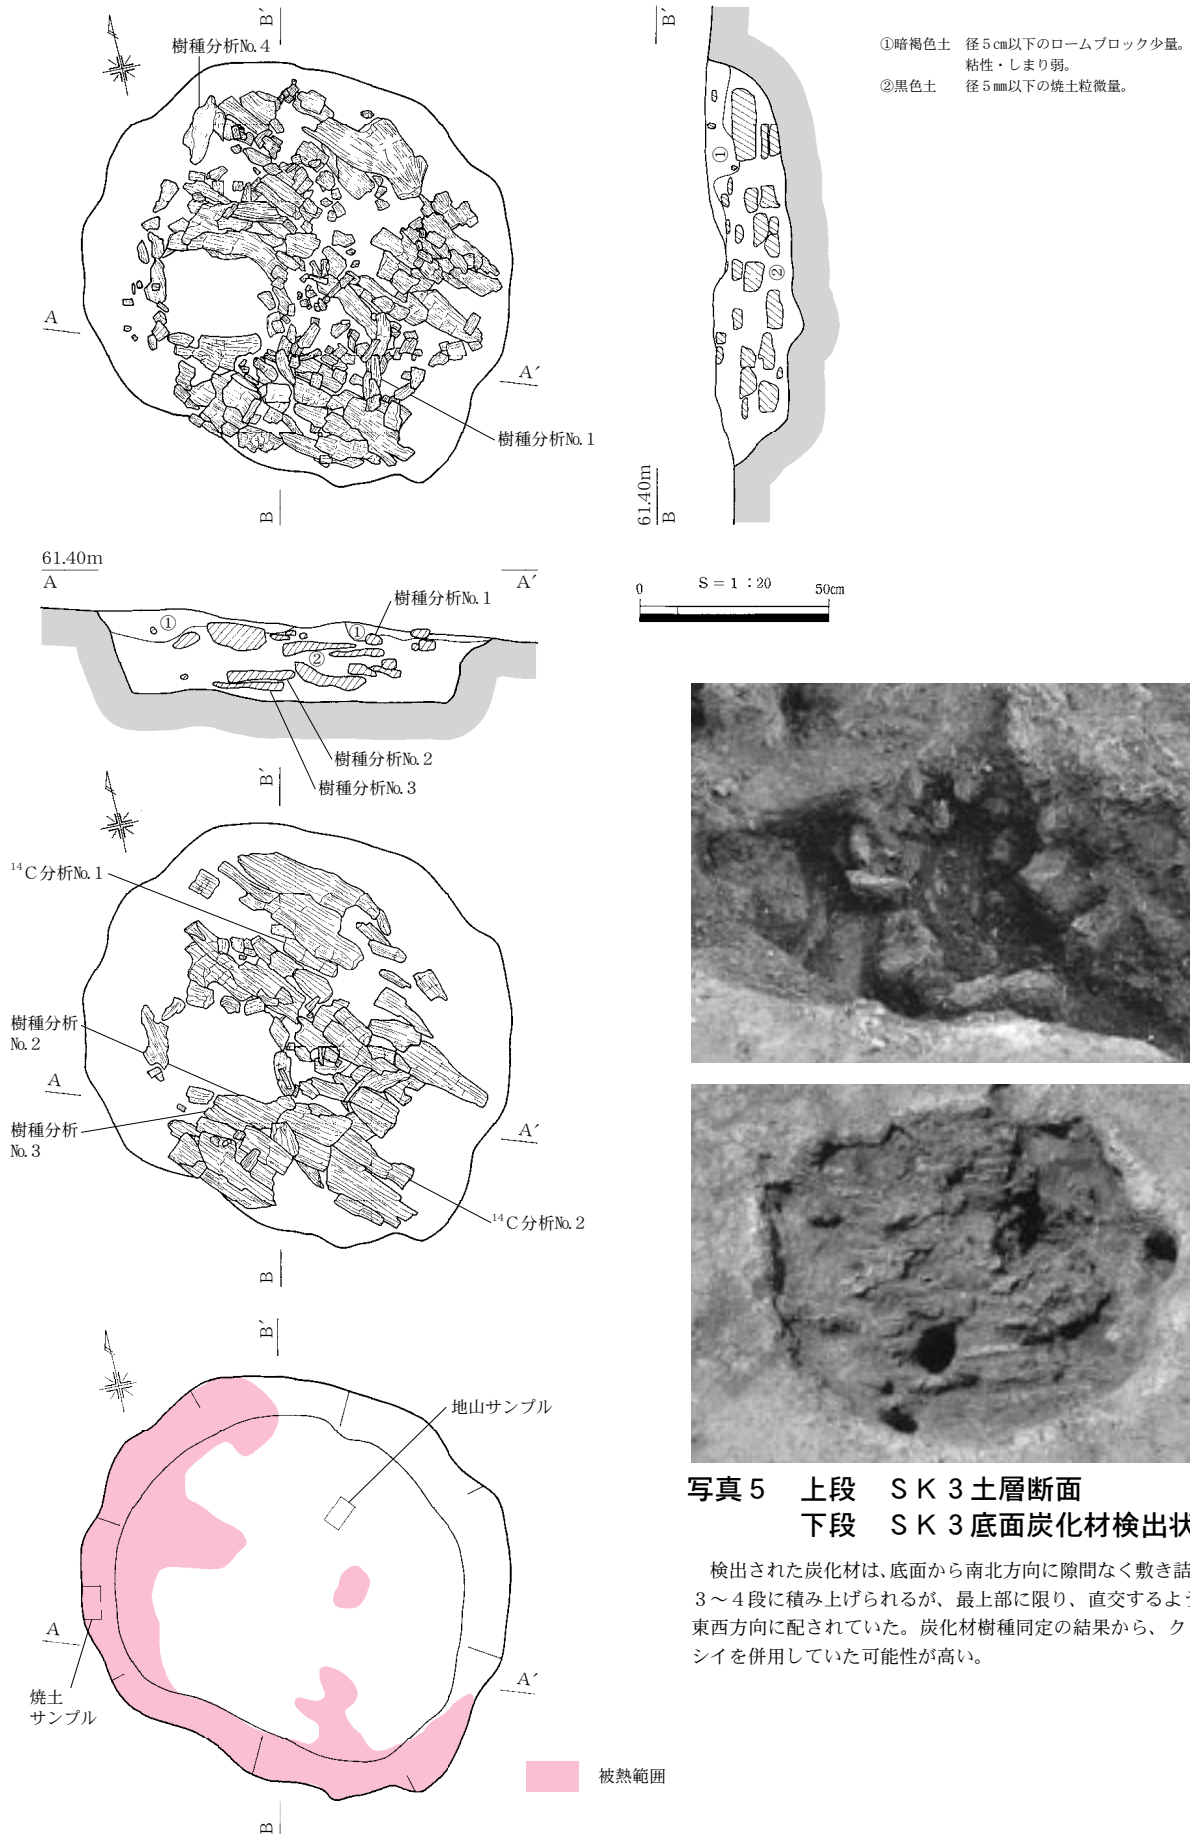 B′
樹種分析No.4
A
A′
樹種分析No.1
B
B′
①
②
61.40m
B
①暗褐色土　径５cm以下のロームブロック少量。
粘性・しまり弱。
②黒色土　径５mm以下の焼土粒微量。
61.40m
A
A′
樹種分析No.1
①
①
②
樹種分析No.2
樹種分析No.3
0
S＝1：20
50cm
B′
¹⁴C分析No.1
樹種分析
No.2
A
樹種分析
No.3
A′
¹⁴C分析No.2
B
B′
地山サンプル
A
A′
焼土
サンプル
B
被熱範囲
写真５　上段　ＳＫ３土層断面
下段　ＳＫ３底面炭化材検出状
検出された炭化材は、底面から南北方向に隙間なく敷き詰
３～４段に積み上げられるが、最上部に限り、直交するよう
東西方向に配されていた。炭化材樹種同定の結果から、ク
シイを併用していた可能性が高い。